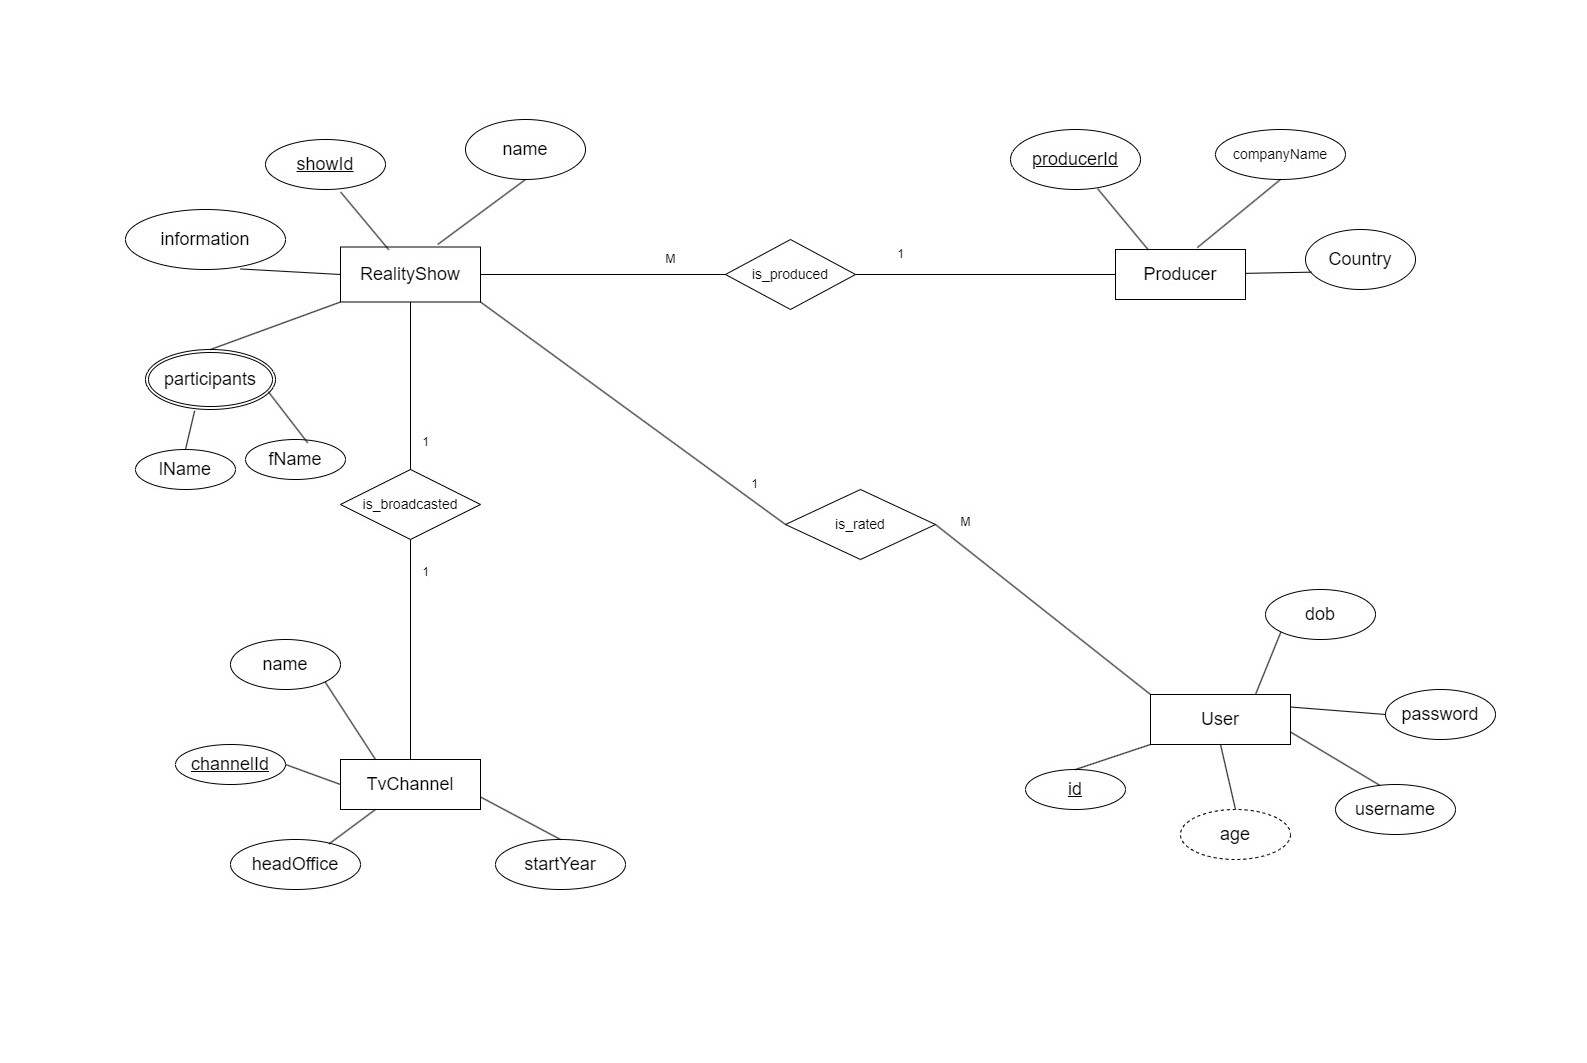 name
showId
producerId
companyName
information
Country
RealityShow
M
is_produced
1
Producer
participants
lName
fName
1
is_broadcasted
1
1
is_rated
M
name
dob
channelId
User
password
TvChannel
id
username
age
headOffice
startYear